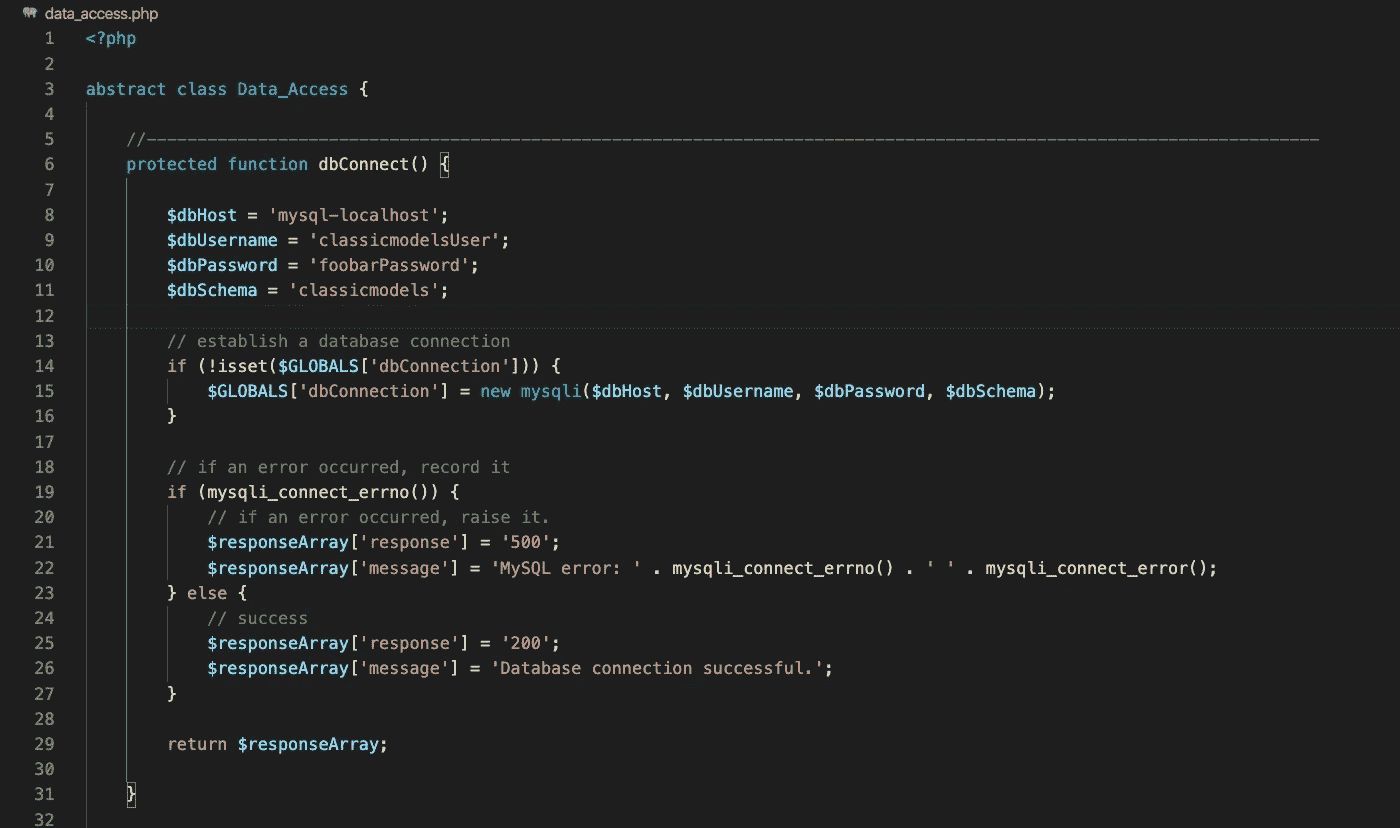 data_access.php
1 <?php
2
3 abstract class Data_Access {
4
5 //--------------------------------------------------------------------------------------------------------------------
6 protected function dbConnect() {
7
8 $dbHost = 'mysql-localhost';
9 $dbUsername = 'classicmodelsUser';
10 $dbPassword = 'foobarPassword';
11 $dbSchema = 'classicmodels';
12
13 // establish a database connection
14 if (!isset($GLOBALS['dbConnection'])) {
15 $GLOBALS['dbConnection'] = new mysqli($dbHost, $dbUsername, $dbPassword, $dbSchema);
16 }
17
18 // if an error occurred, record it
19 if (mysqli_connect_errno()) {
20 // if an error occurred, raise it.
21 $responseArray['response'] = '500';
22 $responseArray['message'] = 'MySQL error: ' . mysqli_connect_errno() . ' ' . mysqli_connect_error();
23 } else {
24 // success
25 $responseArray['response'] = '200';
26 $responseArray['message'] = 'Database connection successful.';
27 }
28
29 return $responseArray;
30
31 }
32